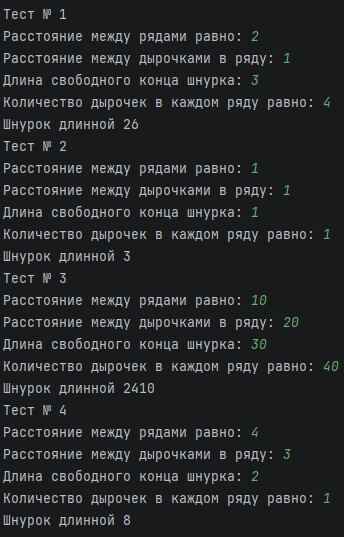 Тест № 1
Расстояние между рядами равно: 2
Расстояние между дырочками в ряду: 1
Длина свободного конца шнурка: 3
Количество дырочек в каждом ряду равно: 4
Шнурок длинной 26
Тест № 2
Расстояние между рядами равно: 1
Расстояние между дырочками в ряду: 1
Длина свободного конца шнурка: 1
Количество дырочек в каждом ряду равно: 1
Шнурок длинной 3
Тест № 3
Расстояние между рядами равно: 10
Расстояние между дырочками в ряду: 20
Длина свободного конца шнурка: 30
Количество дырочек в каждом ряду равно: 40
Шнурок длинной 2410
Тест № 4
Расстояние между рядами равно: 4
Расстояние между дырочками в ряду: 3
Длина свободного конца шнурка: 2
Количество дырочек в каждом ряду равно: 1
Шнурок длинной 8